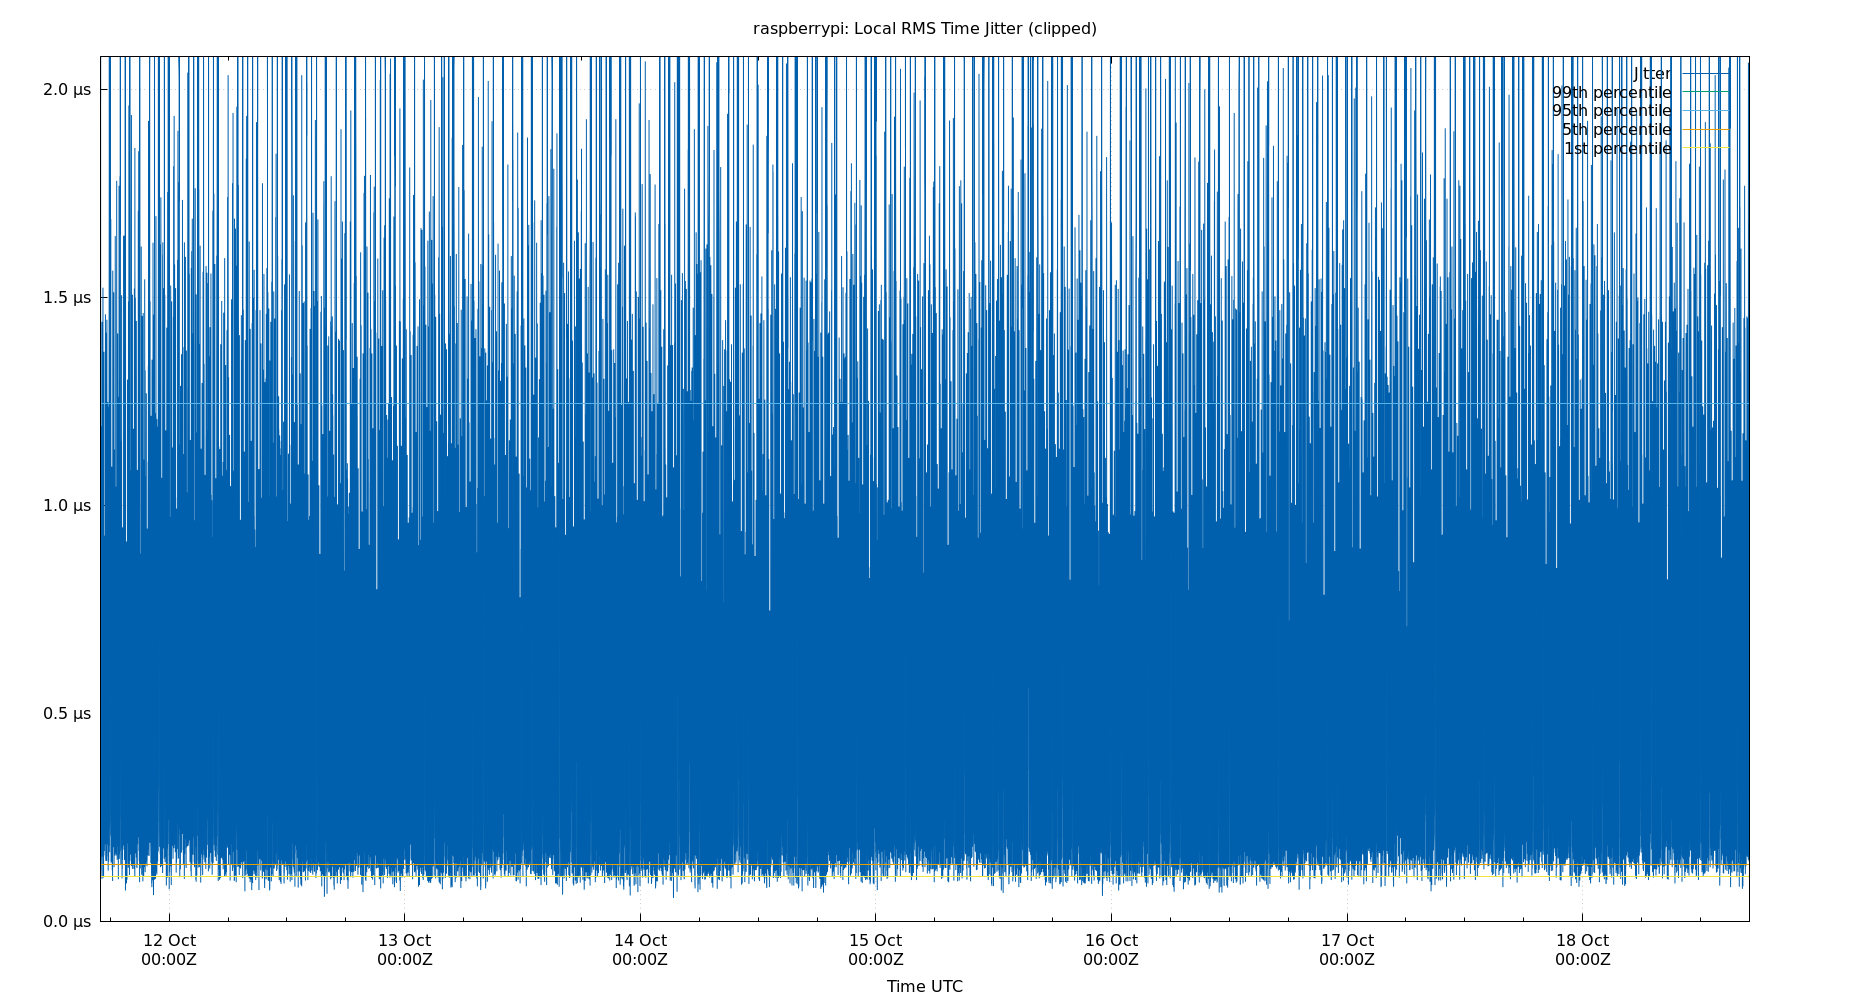 raspberrypi: Local RMS Time Jitter (clipped)
2.0 µs
1.5 µs
1.0 µs
0.5 µs
0.0 µs
Jitter
99th percentile
95th percentile
5th percentile
1st percentile
12 Oct 13 Oct 14 Oct 15 Oct 16 Oct 17 Oct 18 Oct
00:00Z 00:00Z 00:00Z 00:00Z 00:00Z 00:00Z 00:00Z
Time UTC